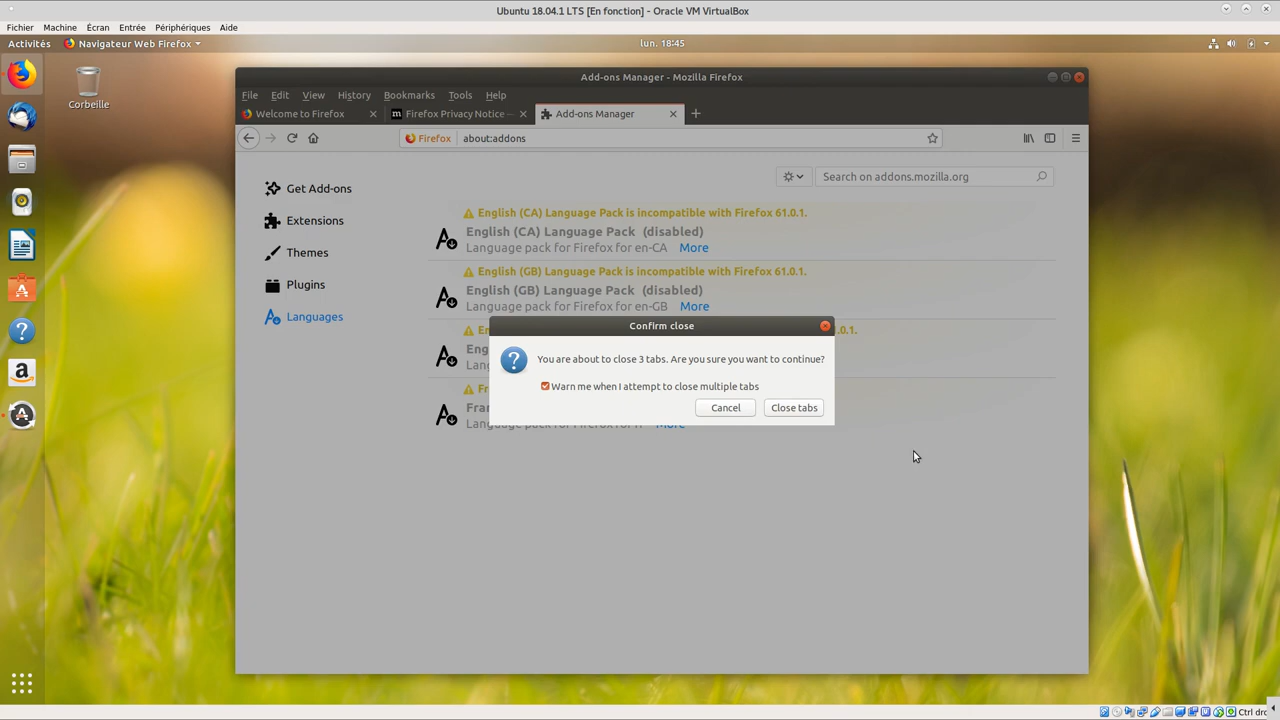 Ubuntu 18.04.1 LTS [En fonction] - Oracle VM VirtualBox
Fichier Machine Écran Entrée Périphériques Aide
Activités Navigateur Web Firefox lun. 18:45
Corbeille
Add-ons Manager - Mozilla Firefox
File Edit View History Bookmarks Tools Help
Welcome to Firefox Firefox Privacy Notice Add-ons Manager
Firefox about:addons
Search on addons.mozilla.org
Get Add-ons
Extensions
Themes
Plugins
Languages
English (CA) Language Pack is incompatible with Firefox 61.0.1.
English (CA) Language Pack (disabled)
Language pack for Firefox for en-CA More
English (GB) Language Pack is incompatible with Firefox 61.0.1.
English (GB) Language Pack (disabled)
Language pack for Firefox for en-GB More
Confirm close
You are about to close 3 tabs. Are you sure you want to continue?
Warn me when I attempt to close multiple tabs
Cancel Close tabs
Language pack for Firefox for More